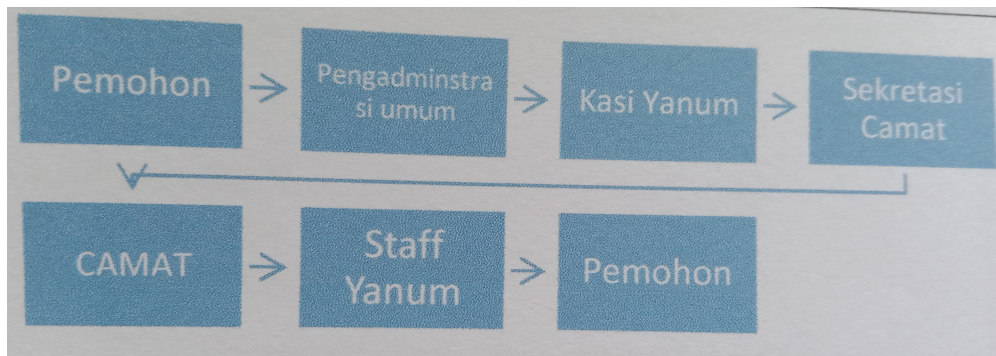 Pemohon
Pengadminstra
si umum
Kasi Yanum
Sekretasi
Camat
CAMAT
Staff
Yanum
Pemohon